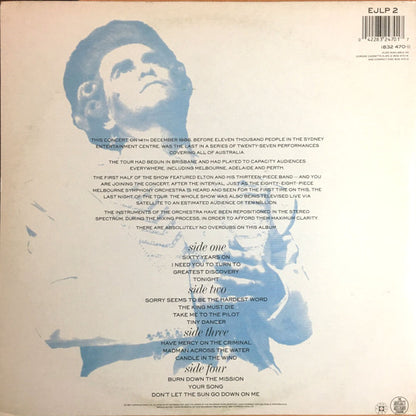 EJLP 2
0 42283 24701 7
(832 470-1)
ALSO AVAILABLE ON
THIS CONCERT ON 14TH DECEMBER 1986, BEFORE ELEVEN THOUSAND PEOPLE IN THE SYDNEY
ENTERTAINMENT CENTRE, WAS THE LAST IN A SERIES OF TWENTY-SEVEN PERFORMANCES
COVERING ALL OF AUSTRALIA.
THE TOUR HAD BEGUN IN BRISBANE AND HAD PLAYED TO CAPACITY AUDIENCES
EVERYWHERE, INCLUDING MELBOURNE, ADELAIDE AND PERTH.
THE FIRST HALF OF THE SHOW FEATURED ELTON AND HIS THIRTEEN-PIECE BAND – AND YOU
ARE JOINING THE CONCERT, AFTER THE INTERVAL, JUST AS THE EIGHTY-EIGHT-PIECE
MELBOURNE SYMPHONY ORCHESTRA IS HEARD AND SEEN FOR THE FIRST TIME ON THIS, THE
LAST NIGHT OF THE TOUR. THE WHOLE SHOW WAS ALSO BEING TELEVISED LIVE VIA
SATELLITE TO AN ESTIMATED AUDIENCE OF TEN MILLION.
THE INSTRUMENTS OF THE ORCHESTRA HAVE BEEN REPOSITIONED IN THE STEREO
SPECTRUM, DURING THE MIXING PROCESS, IN ORDER TO AFFORD THEM MAXIMUM CLARITY.
THERE ARE ABSOLUTELY NO OVERDUBS ON THIS ALBUM
side one
SIXTY YEARS ON
I NEED YOU TO TURN TO
GREATEST DISCOVERY
TONIGHT
side two
SORRY SEEMS TO BE THE HARDEST WORD
THE KING MUST DIE
TAKE ME TO THE PILOT
TINY DANCER
side three
HAVE MERCY ON THE CRIMINAL
MADMAN ACROSS THE WATER
CANDLE IN THE WIND
side four
BURN DOWN THE MISSION
YOUR SONG
DON'T LET THE SUN GO DOWN ON ME